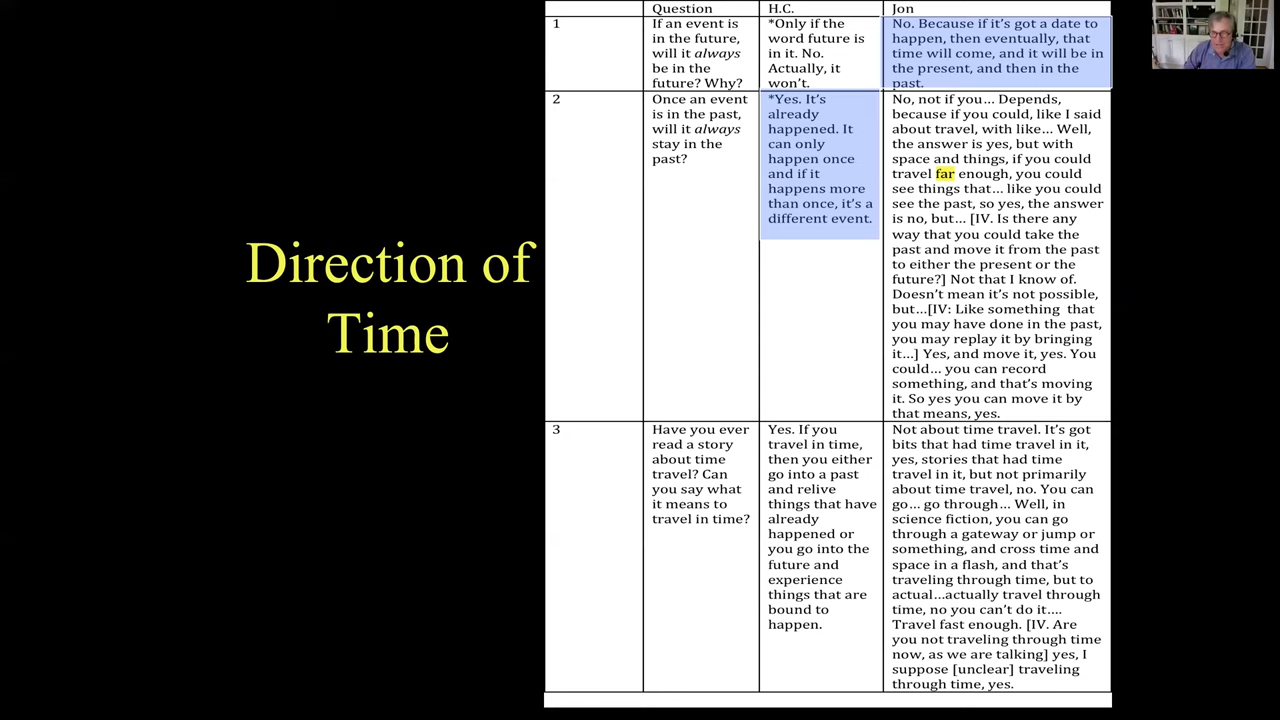 Direction of
Time
Question
H.C.
Jon
1
If an event is
in the future,
will it always
be in the
future? Why?
*Only if the
word future is
in it. No.
Actually, it
won't.
No. Because if it's got a date to
happen, then eventually, that
time will come, and it will be in
the present, and then in the
past.
2
Once an event
is in the past,
will it always
stay in the
past?
*Yes. It's
already
happened. It
can only
happen once
and if it
happens more
than once, it's a
different event.
No, not if you... Depends,
because if you could, like I said
about travel, with like... Well,
the answer is yes, but with
space and things, if you could
travel far enough, you could
see things that... like you could
see the past, so yes, the answer
is no, but... [IV. Is there any
way that you could take the
past and move it from the past
to either the present or the
future?] Not that I know of.
Doesn't mean it's not possible,
but...[IV: Like something that
you may have done in the past,
you may replay it by bringing
it...] Yes, and move it, yes. You
could... you can record
something, and that's moving
it. So yes you can move it by
that means, yes.
3
Have you ever
read a story
about time
travel? Can
you say what
it means to
travel in time?
Yes. If you
travel in time,
then you either
go into a past
and relive
things that have
already
happened or
you go into the
future and
experience
things that are
bound to
happen.
Not about time travel. It's got
bits that had time travel in it,
yes, stories that had time
travel in it, but not primarily
about time travel, no. You can
go... go through... Well, in
science fiction, you can go
through a gateway or jump or
something, and cross time and
space in a flash, and that's
traveling through time, but to
actual...actually travel through
time, no you can't do it....
Travel fast enough. [IV. Are
you not traveling through time
now, as we are talking] yes, I
suppose [unclear] traveling
through time, yes.